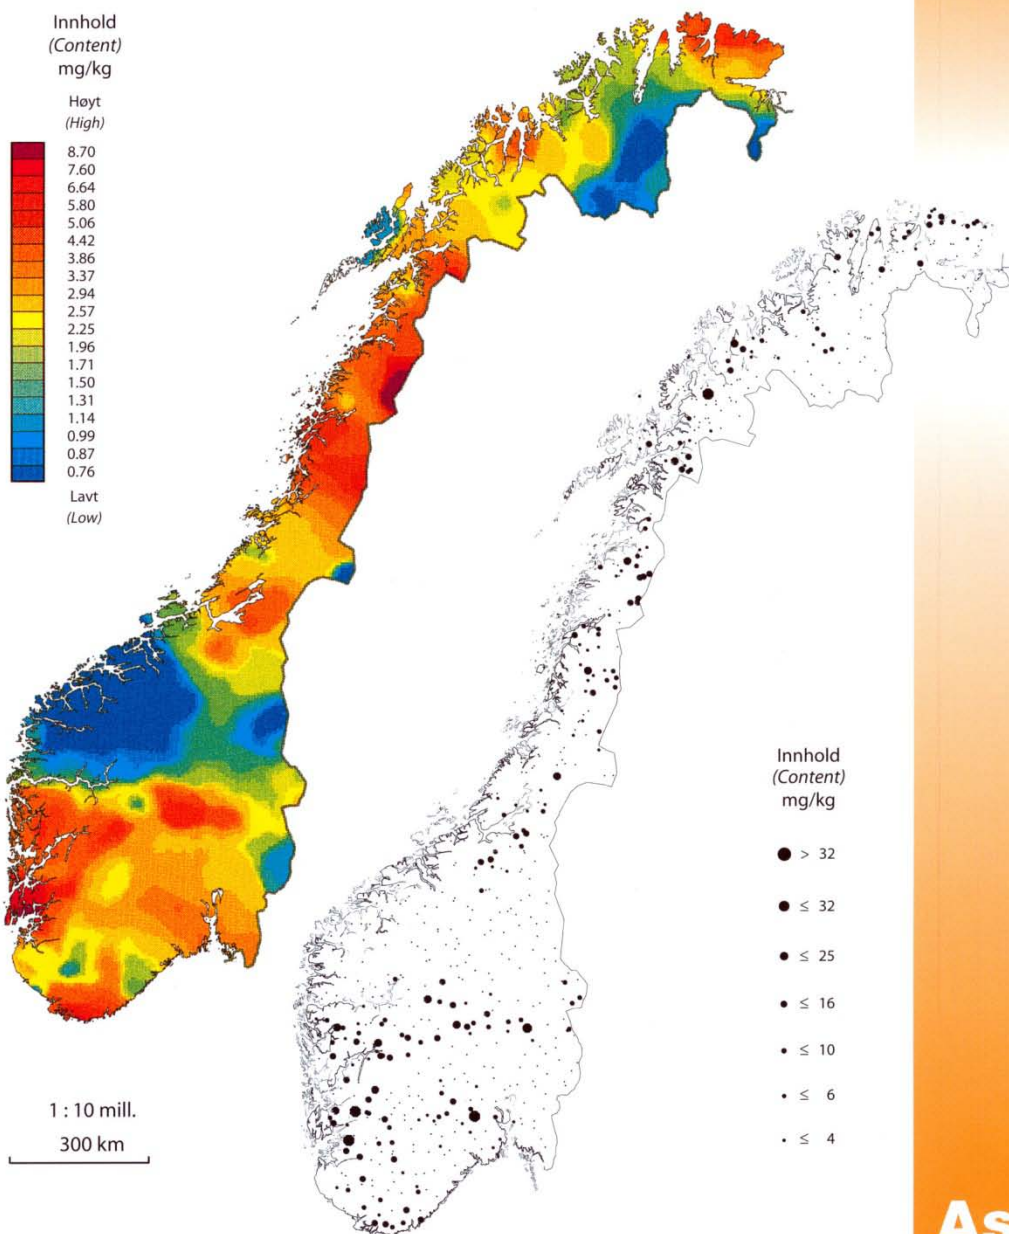 Innhold
(Content)
mg/kg
Høyt
(High)
8.70
7.60
6.64
5.80
5.06
4.42
3.86
3.37
2.94
2.57
2.25
1.96
1.71
1.50
1.31
1.14
0.99
0.87
0.76
Lavt
(Low)
1 : 10 mill.
300 km
Innhold
(Content)
mg/kg
> 32
≤ 32
≤ 25
≤ 16
≤ 10
≤ 6
≤ 4
As